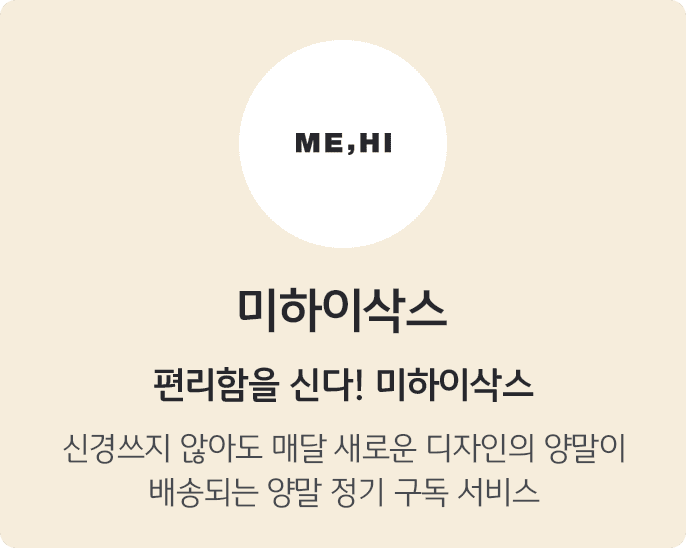 ME,HI
미하이삭스
편리함을 신다! 미하이삭스
신경쓰지 않아도 매달 새로운 디자인의 양말이
배송되는 양말 정기 구독 서비스